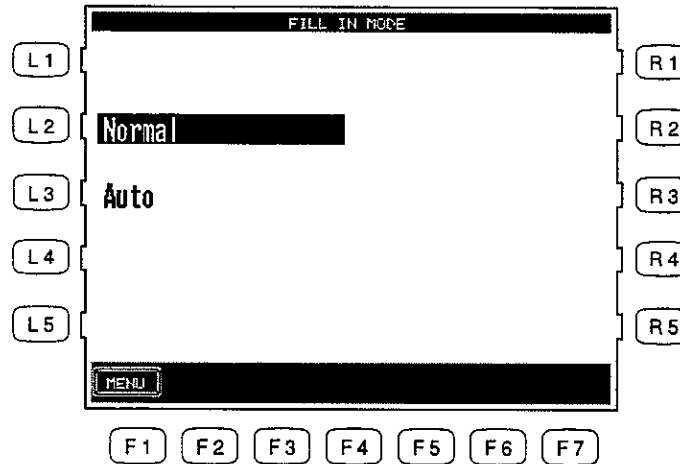 FILL IN MODE
L1 R1
L2 Normal R2
L3 Auto R3
L4 R4
L5 R5
MENU
F1 F2 F3 F4 F5 F6 F7